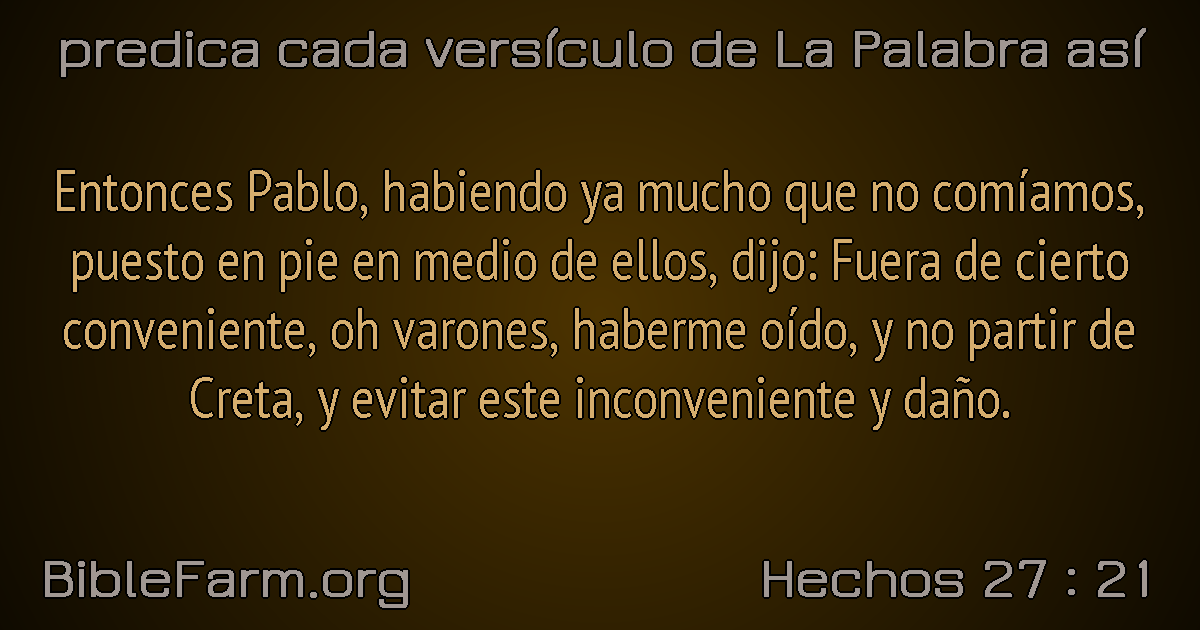 predica cada versículo de La Palabra así
Entonces Pablo, habiendo ya mucho que no comíamos,
puesto en pie en medio de ellos, dijo: Fuera de cierto
conveniente, oh varones, haberme oído, y no partir de
Creta, y evitar este inconveniente y daño.
BibleFarm.org
Hechos 27 : 21